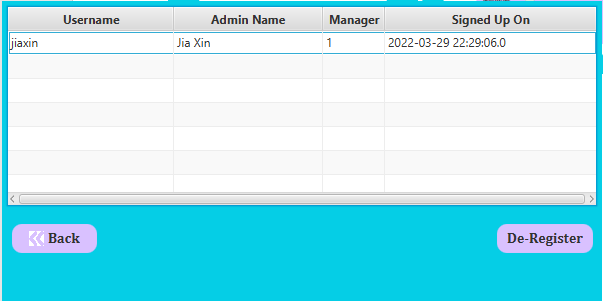 Username Admin Name Manager Signed Up On
jiaxin Jia Xin 1 2022-03-29 22:29:06.0
Back De-Register